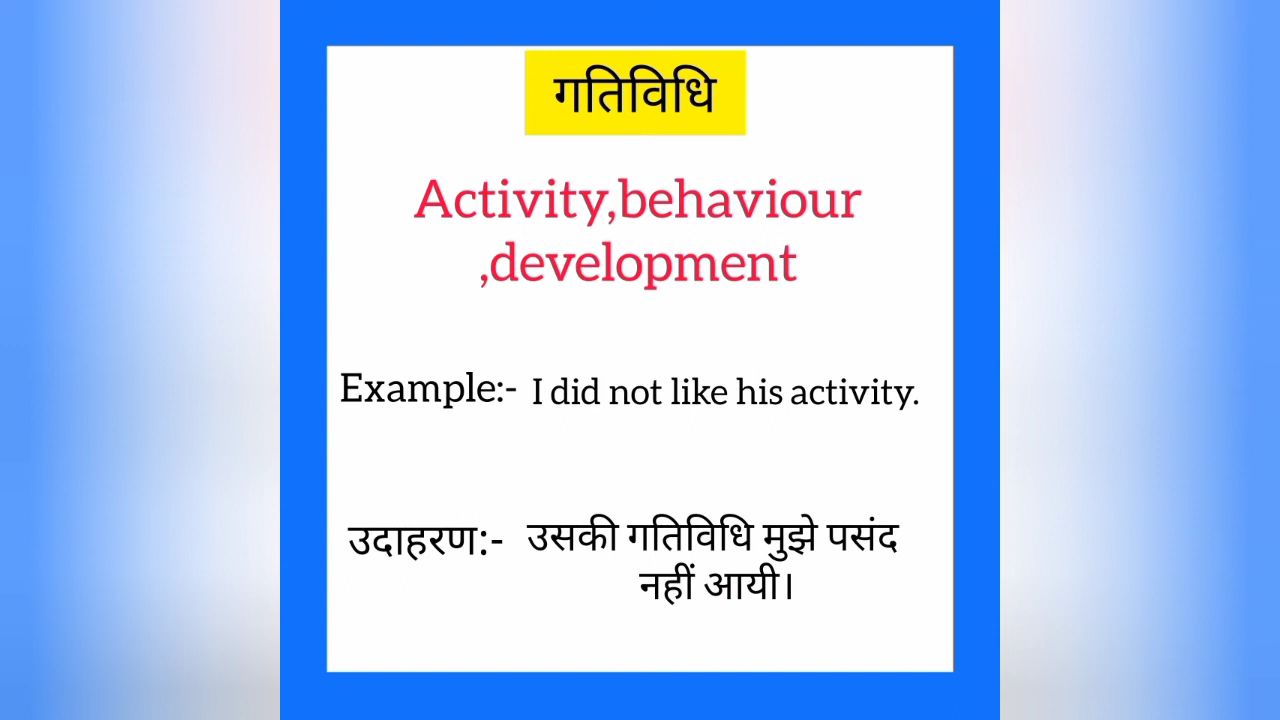 गतिविधि
Activity,behaviour
,development
Example:- I did not like his activity.
उदाहरण:- उसकी गतिविधि मुझे पसंद
नहीं आयी।